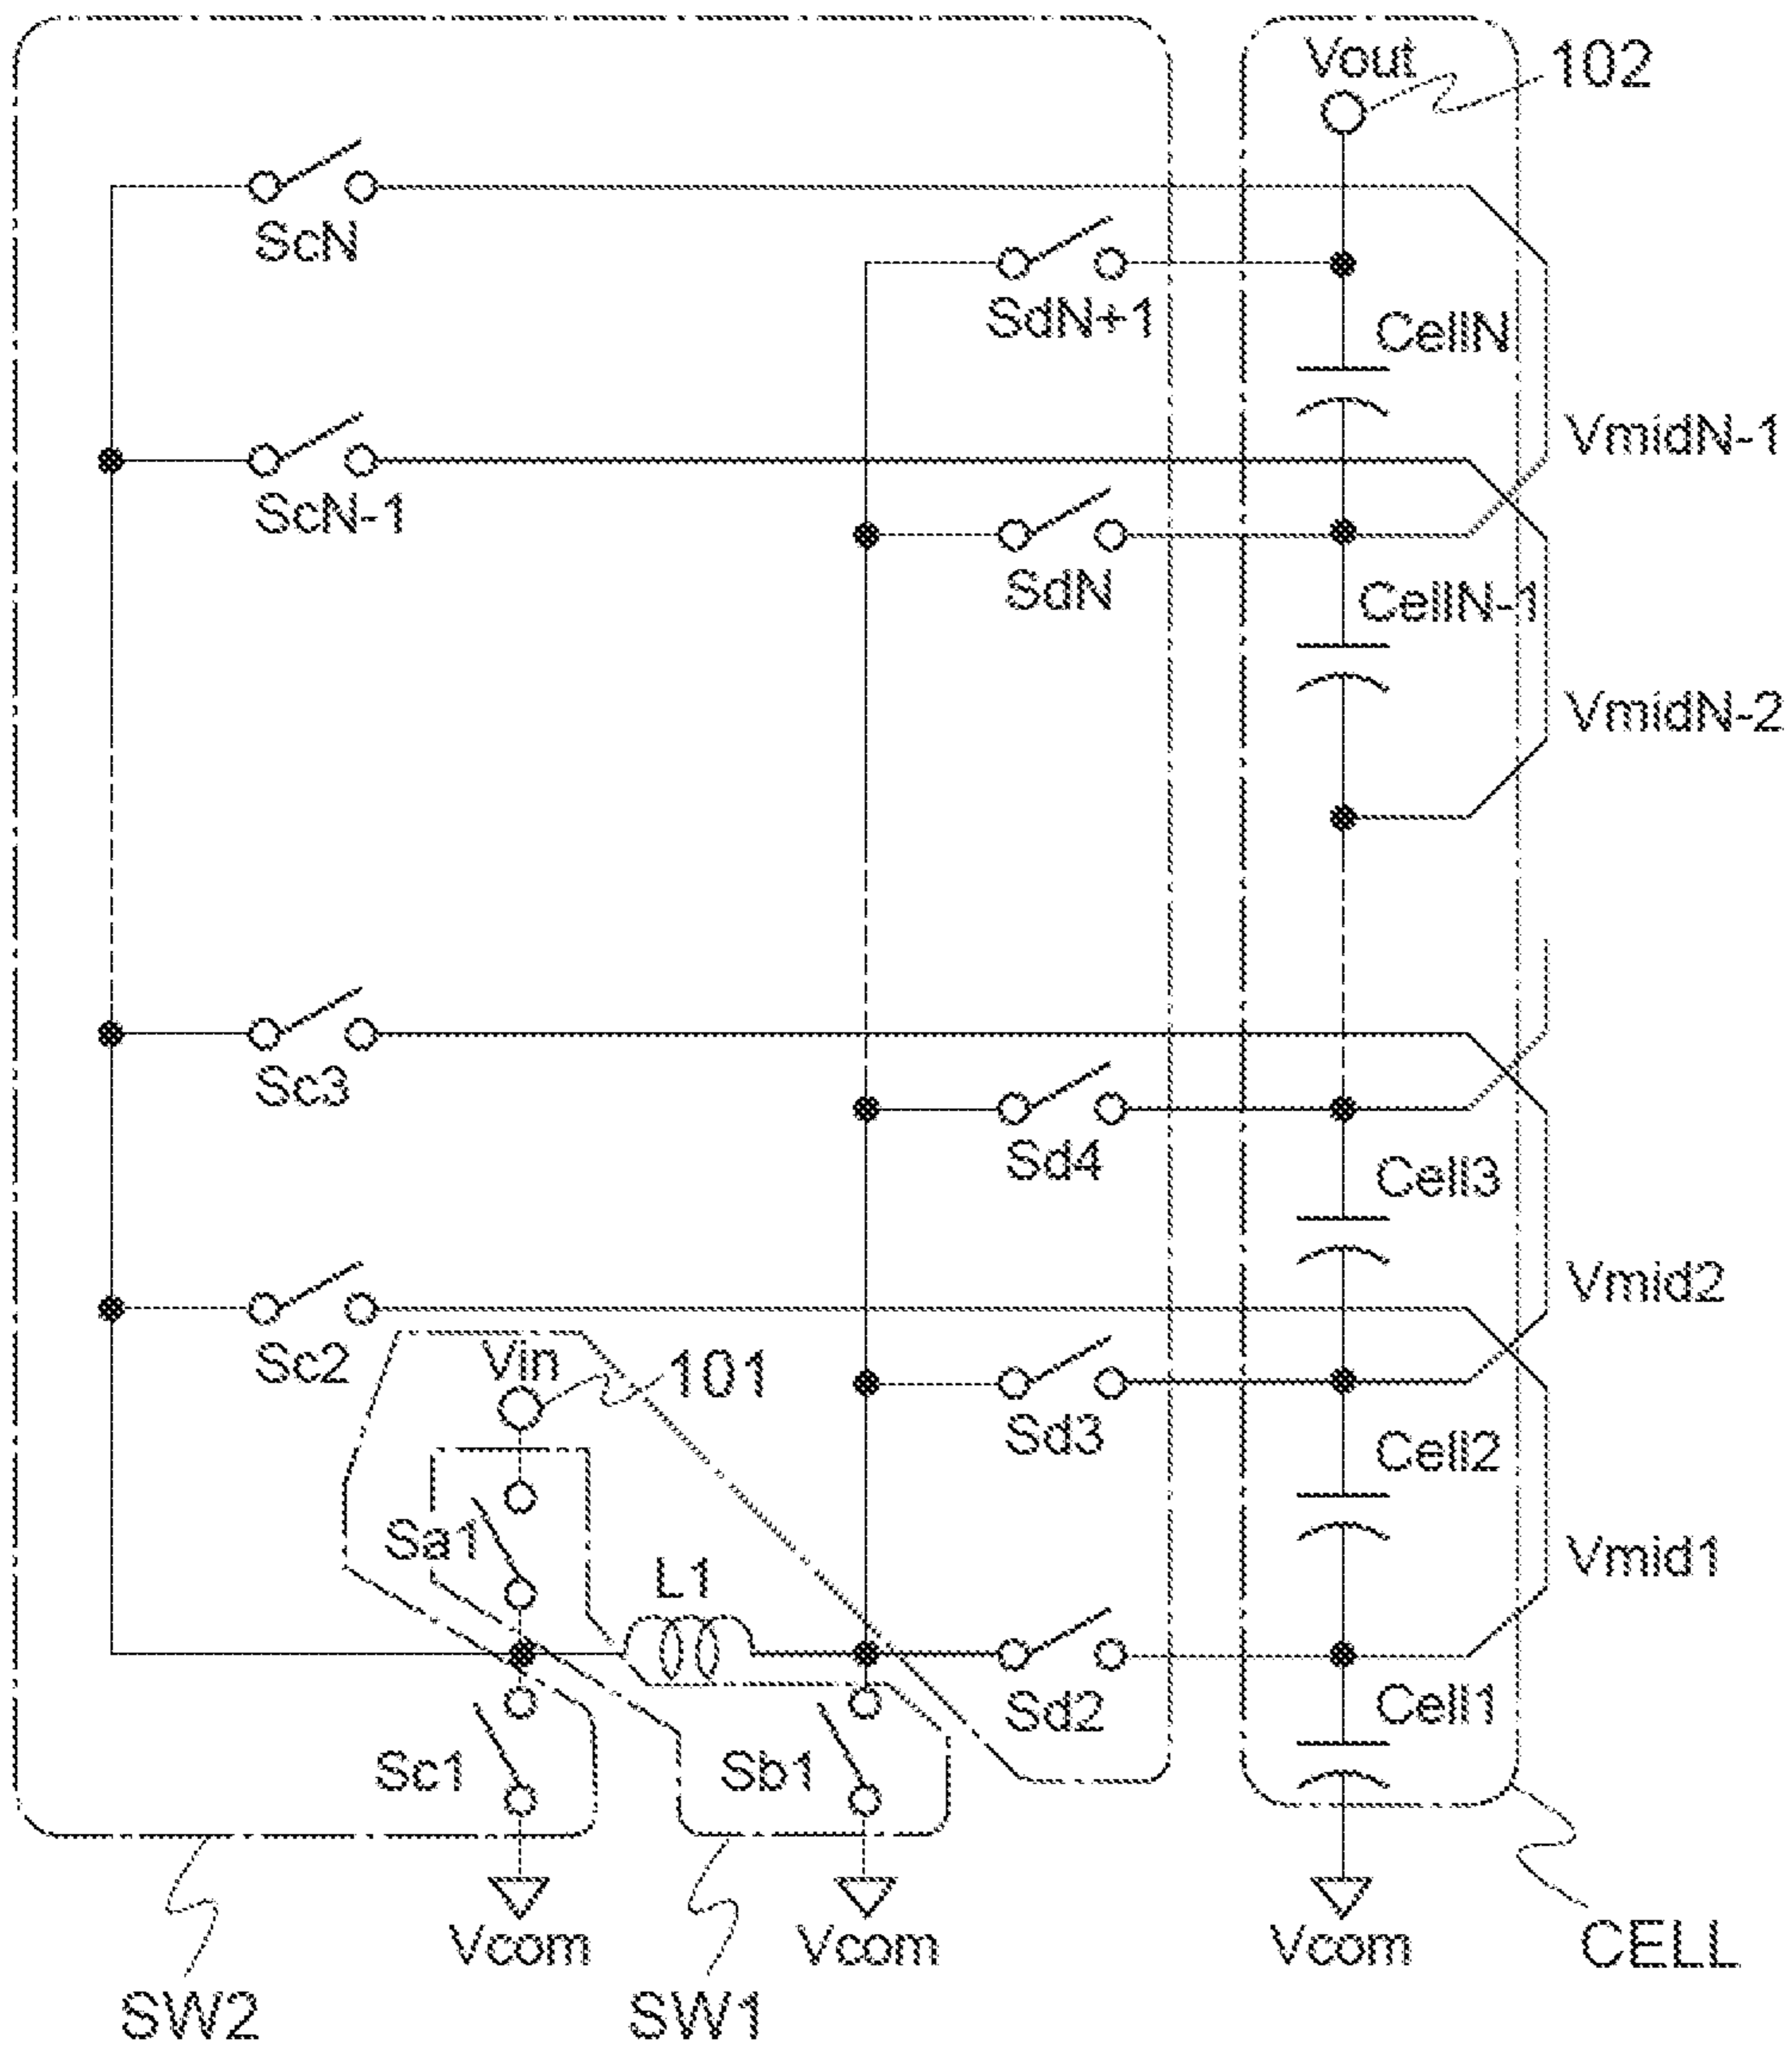 Vout
102
ScN
SdN+1
CellN
VmidN-1
ScN-1
SdN
CellN-1
VmidN-2
Sc3
Sd4
Cell3
Vmid2
Sc2
Vin
101
Sd3
Cell2
Sa1
L1
Vmid1
Sd2
Cell1
Sc1
Sb1
Vcom
Vcom
Vcom
CELL
SW2
SW1